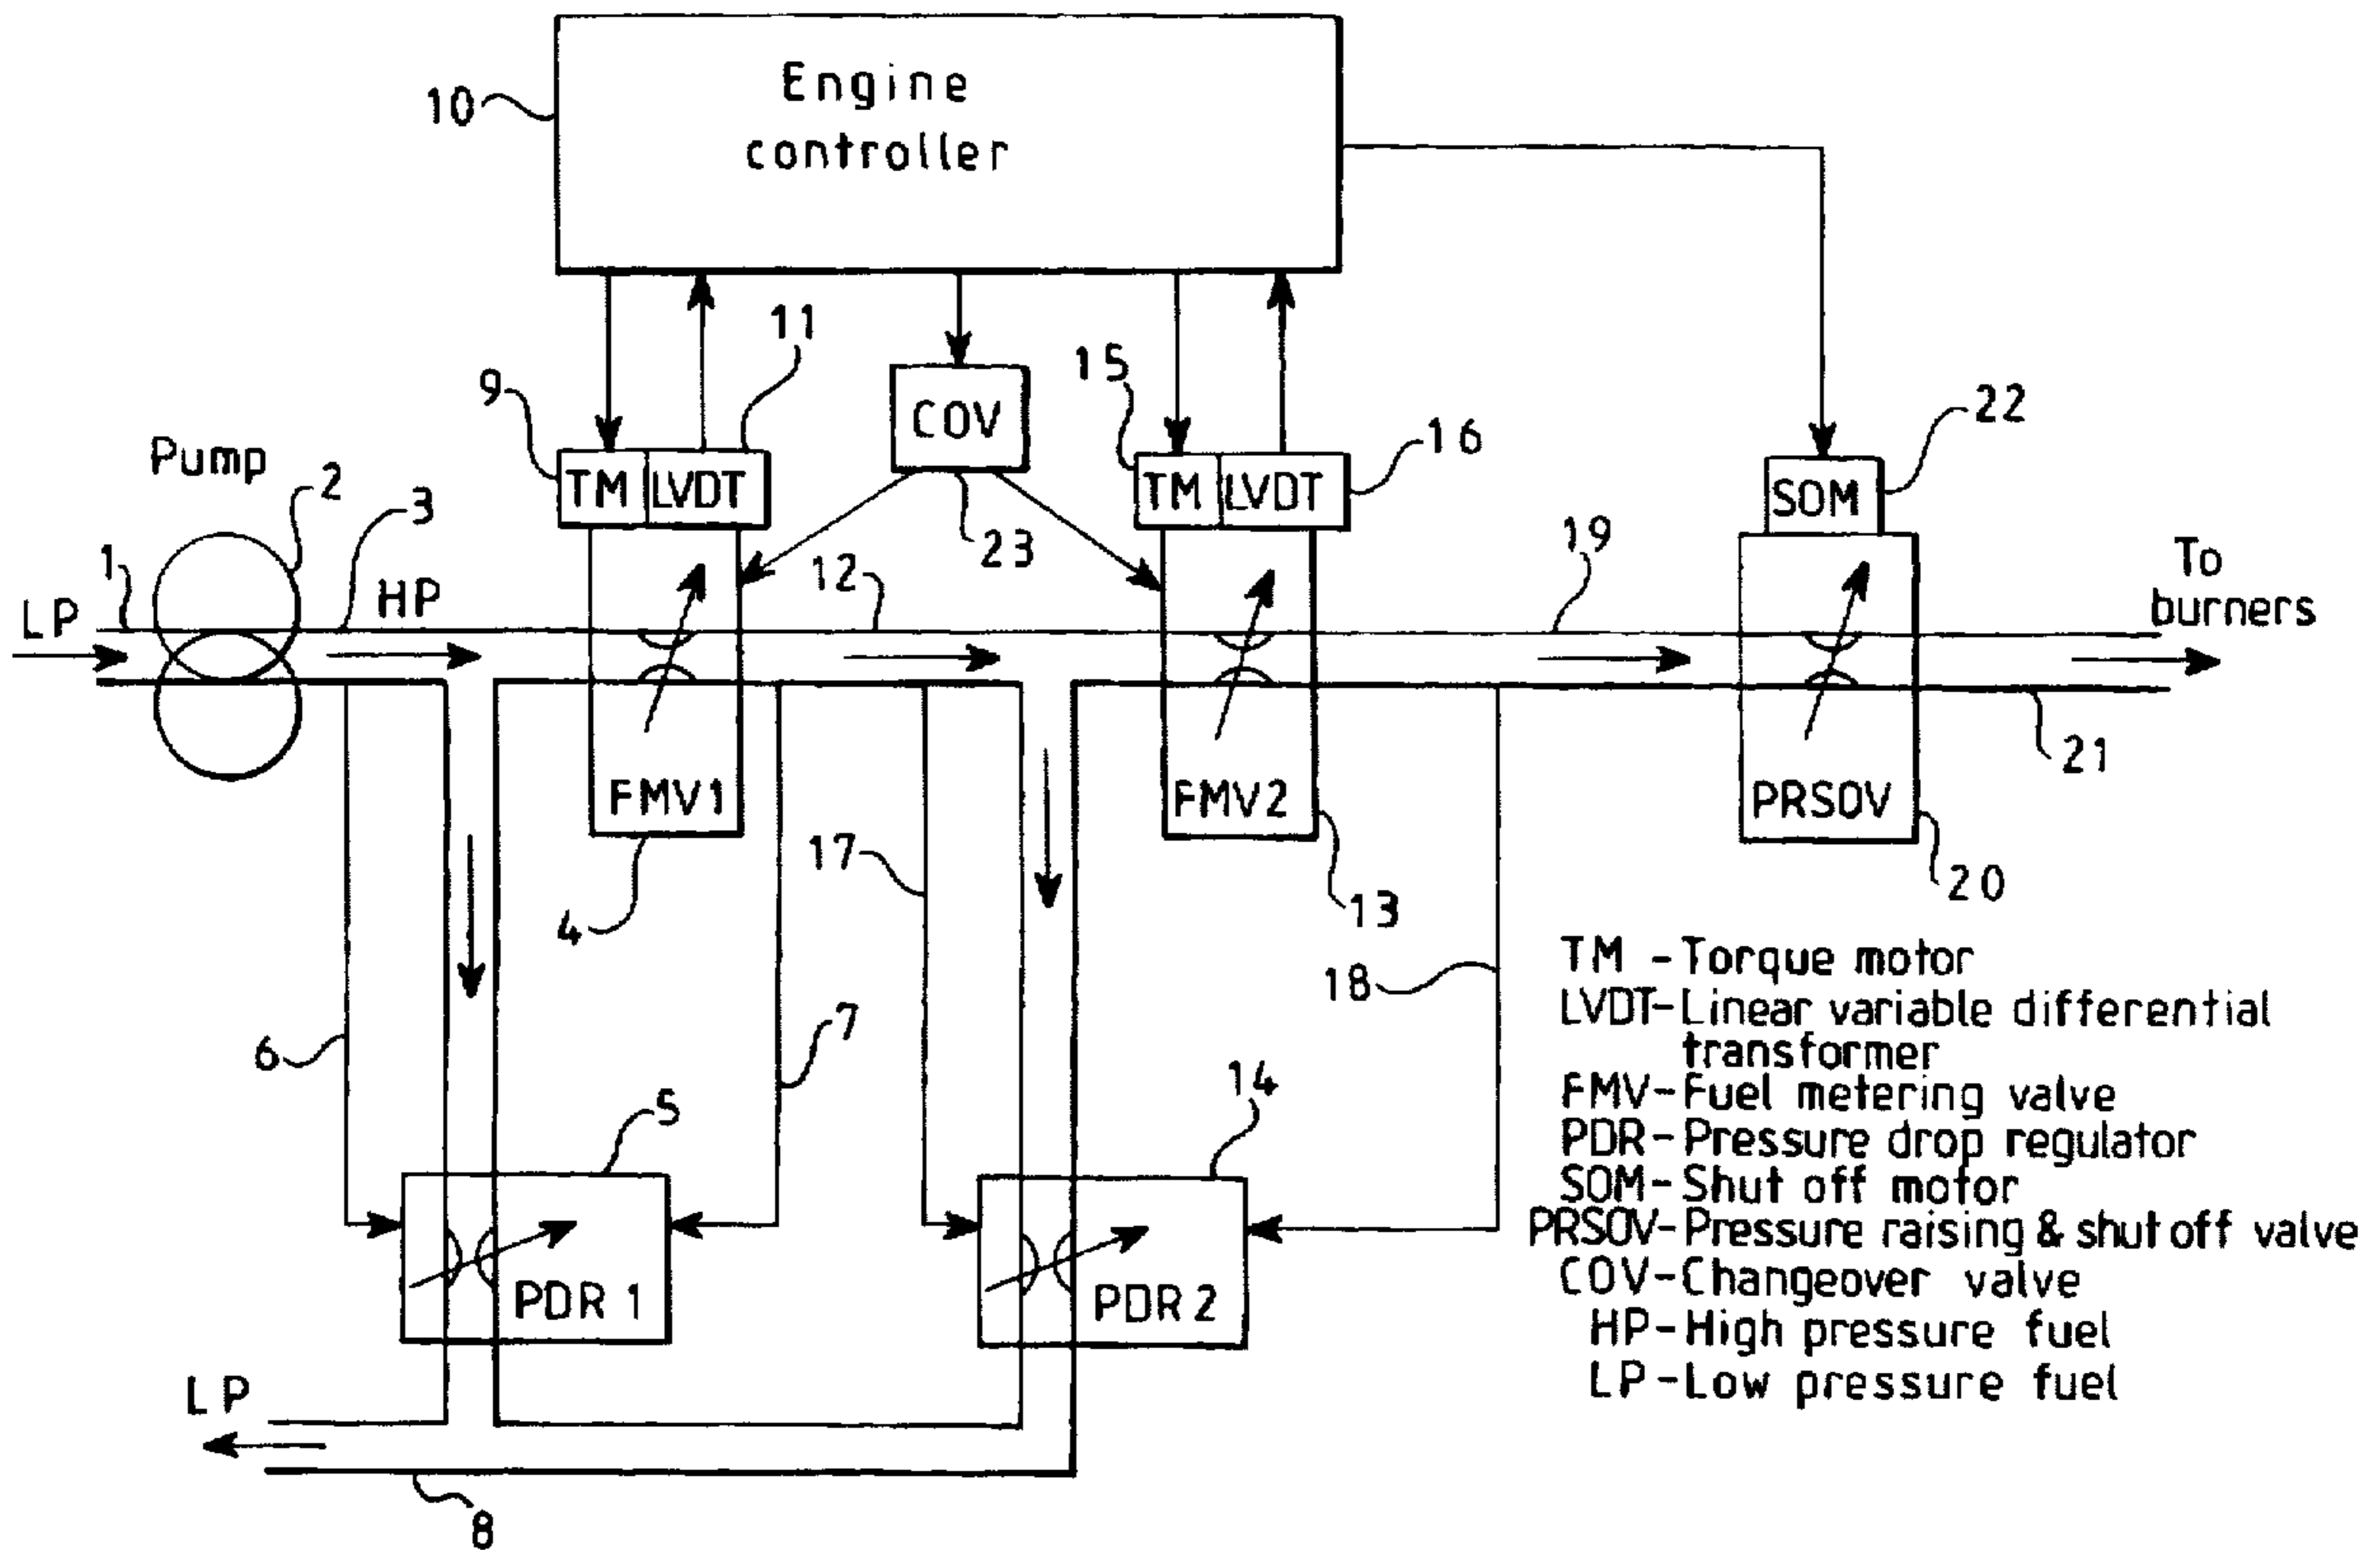 Engine
controller
10
11
9
COV
15
22
TM
LVDT
TM
LVDT
16
SOM
Pump
2
3
23
1
12
19
To
burners
LP
HP
21
FMV1
FMV2
PRSOV
17
4
13
20
18
6
7
5
14
PDR 1
PDR 2
LP
8
TM - Torque motor
LVDT- Linear variable differential
transformer
FMV- Fuel metering valve
PDR - Pressure drop regulator
SOM- Shut off motor
PRSOV- Pressure raising & shut off valve
COV- Changeover valve
HP- High pressure fuel
LP- Low pressure fuel